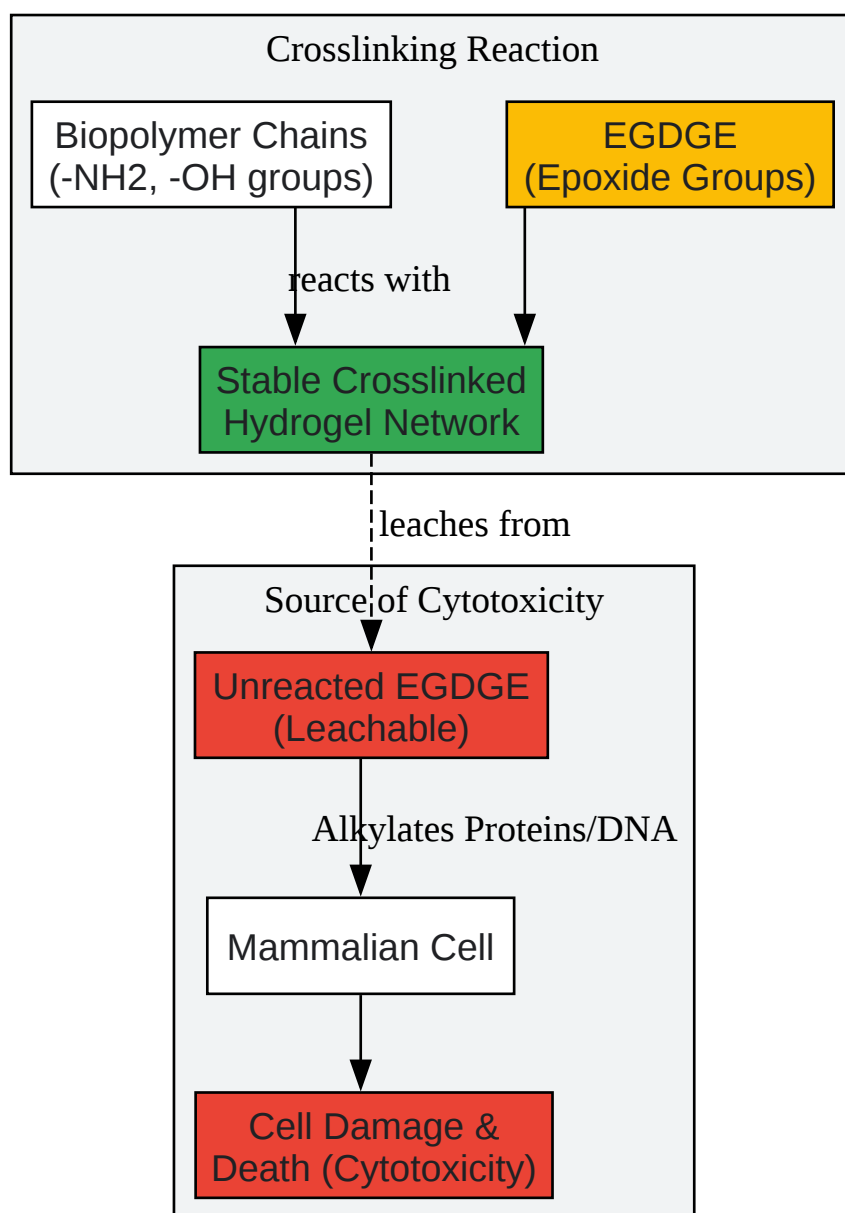 Crosslinking Reaction
Biopolymer Chains
(-NH2, -OH groups)
EGDGE
(Epoxide Groups)
reacts with
Stable Crosslinked
Hydrogel Network
leaches from
Source of Cytotoxicity
Unreacted EGDGE
(Leachable)
Alkylates Proteins/DNA
Mammalian Cell
Cell Damage &
Death (Cytotoxicity)